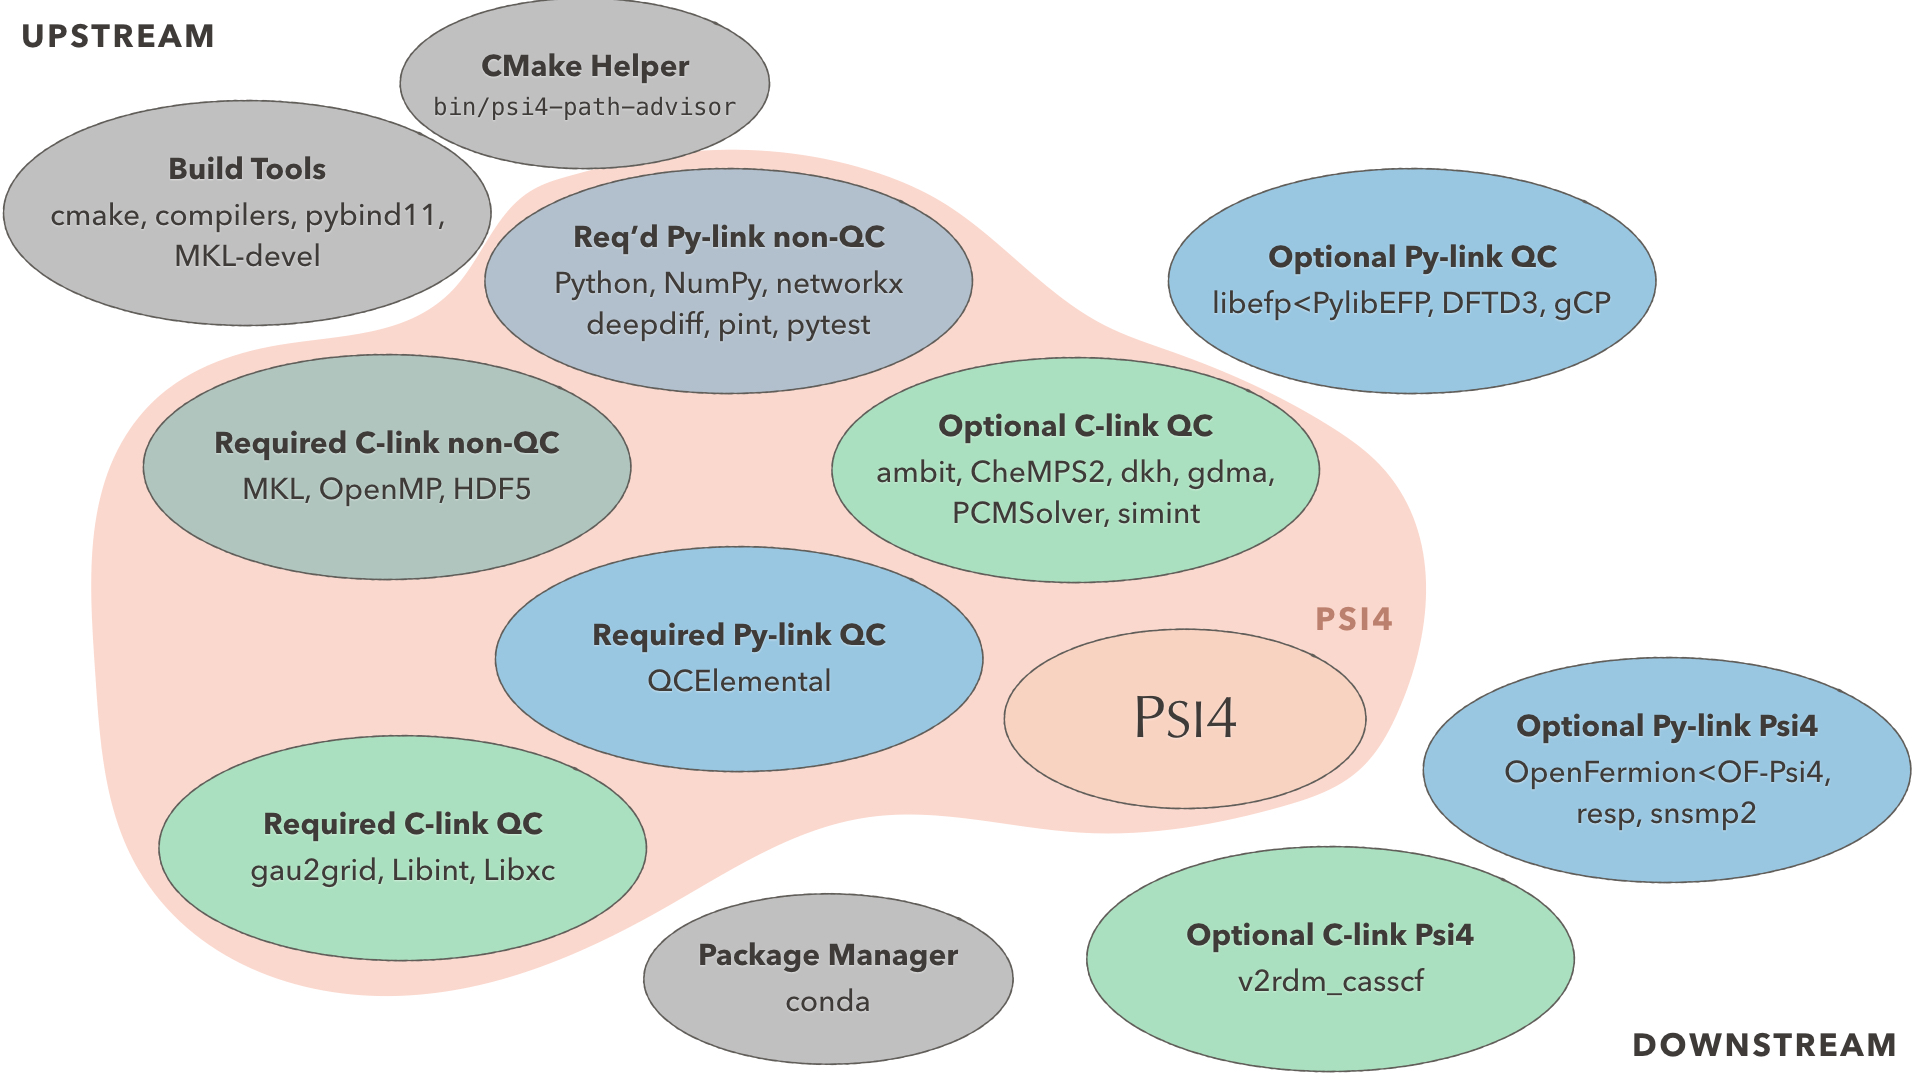 UPSTREAM
CMake Helper
bin/psi4-path-advisor
Build Tools
cmake, compilers, pybind11,
MKL-devel
Req’d Py-link non-QC
Python, NumPy, networkx
deepdiff, pint, pytest
Optional Py-link QC
libefp<PylibEFP, DFTD3, gCP
Required C-link non-QC
MKL, OpenMP, HDF5
Optional C-link QC
ambit, CheMPS2, dkh, gdma,
PCMSolver, simint
PSI4
Required Py-link QC
QCElemental
PSI4
Optional Py-link Psi4
OpenFermion<OF-Psi4,
resp, snsmp2
Required C-link QC
gau2grid, Libint, Libxc
Package Manager
conda
Optional C-link Psi4
v2rdm_casscf
DOWNSTREAM